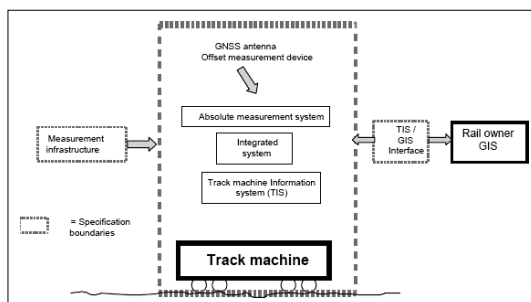 GNSS antenna
Offset measurement device
Absolute measurement system
Integrated
system
Track machine Information
system (TIS)
Track machine
Measurement
infrastructure
TIS /
GIS
Interface
Rail owner
GIS
= Specification
boundaries